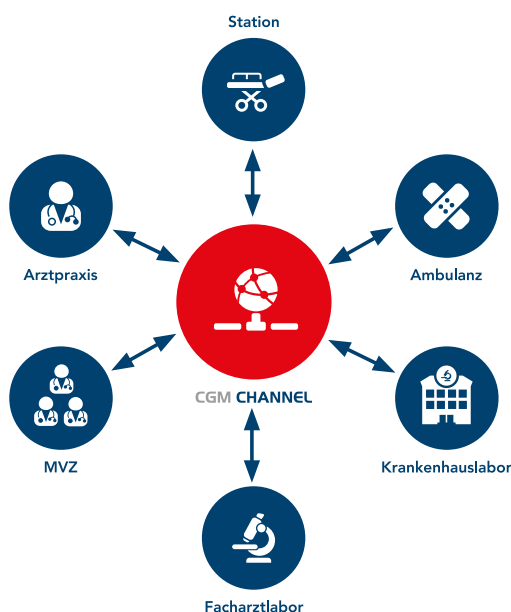 Station
Arztpraxis
Ambulanz
CGM CHANNEL
MVZ
Krankenhauslabor
Facharztlabor